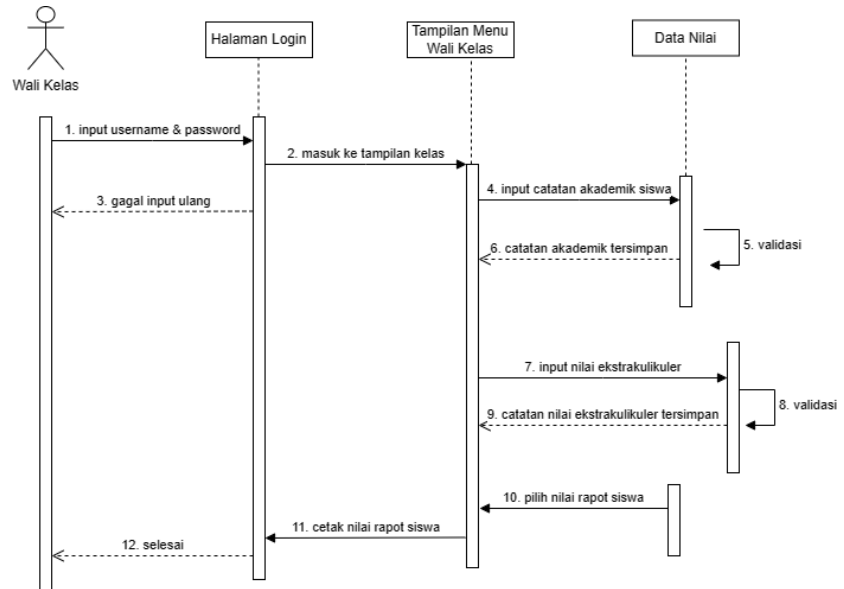 Halaman Login
Tampilan Menu
Wali Kelas
Data Nilai
Wali Kelas
1. input username & password
2. masuk ke tampilan kelas
3. gagal input ulang
4. input catatan akademik siswa
5. validasi
6. catatan akademik tersimpan
7. input nilai ekstrakulikuler
8. validasi
9. catatan nilai ekstrakulikuler tersimpan
10. pilih nilai rapot siswa
11. cetak nilai rapot siswa
12. selesai